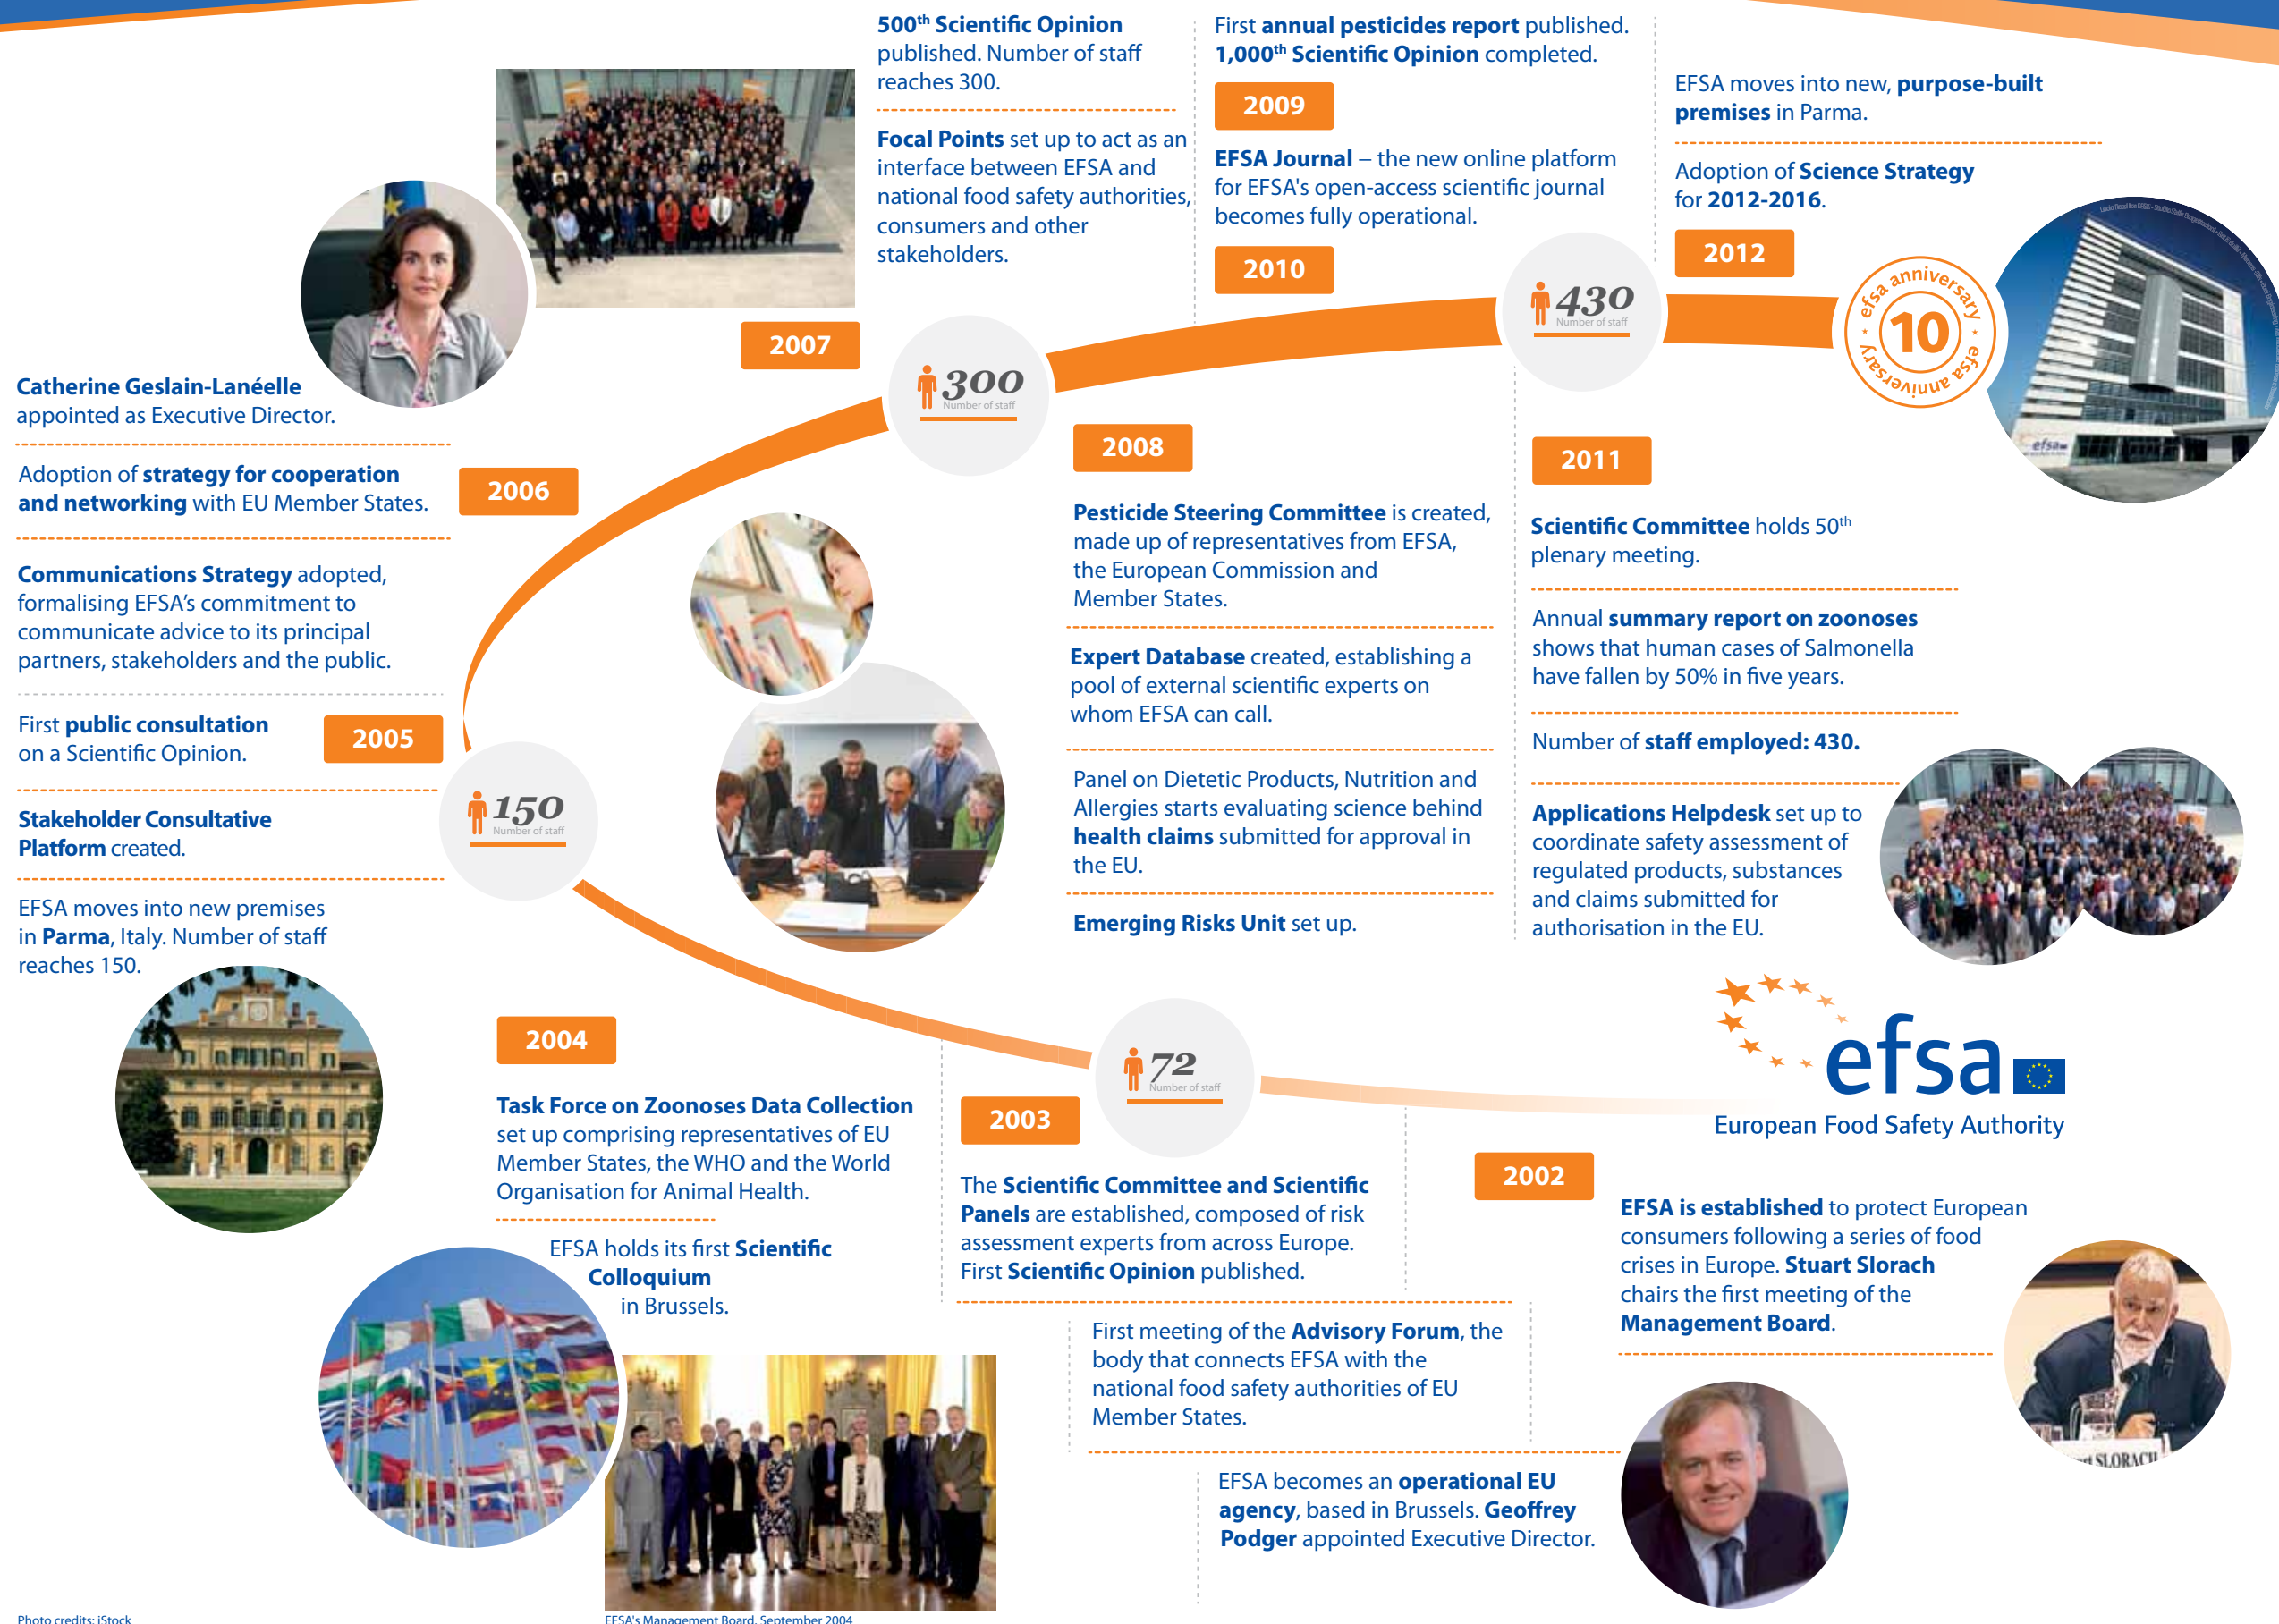 500th Scientific Opinion
published. Number of staff
reaches 300.
Focal Points set up to act as an
interface between EFSA and
national food safety authorities,
consumers and other
stakeholders.
First annual pesticides report published.
1,000th Scientific Opinion completed.
2009
EFSA Journal – the new online platform
for EFSA's open-access scientific journal
becomes fully operational.
2010
EFSA moves into new, purpose-built
premises in Parma.
Adoption of Science Strategy
for 2012-2016.
2012
430
Number of staff
efsa anniversary
10
efsa anniversary
efsa
2007
300
Number of staff
Catherine Geslain-Lanéelle
appointed as Executive Director.
Adoption of strategy for cooperation
and networking with EU Member States.
2006
Communications Strategy adopted,
formalising EFSA’s commitment to
communicate advice to its principal
partners, stakeholders and the public.
First public consultation
on a Scientific Opinion.
2005
Stakeholder Consultative
Platform created.
EFSA moves into new premises
in Parma, Italy. Number of staff
reaches 150.
150
Number of staff
2008
Pesticide Steering Committee is created,
made up of representatives from EFSA,
the European Commission and
Member States.
Expert Database created, establishing a
pool of external scientific experts on
whom EFSA can call.
Panel on Dietetic Products, Nutrition and
Allergies starts evaluating science behind
health claims submitted for approval in
the EU.
Emerging Risks Unit set up.
2011
Scientific Committee holds 50th
plenary meeting.
Annual summary report on zoonoses
shows that human cases of Salmonella
have fallen by 50% in five years.
Number of staff employed: 430.
Applications Helpdesk set up to
coordinate safety assessment of
regulated products, substances
and claims submitted for
authorisation in the EU.
efsa
European Food Safety Authority
2004
Task Force on Zoonoses Data Collection
set up comprising representatives of EU
Member States, the WHO and the World
Organisation for Animal Health.
EFSA holds its first Scientific
Colloquium
in Brussels.
72
Number of staff
2003
The Scientific Committee and Scientific
Panels are established, composed of risk
assessment experts from across Europe.
First Scientific Opinion published.
First meeting of the Advisory Forum, the
body that connects EFSA with the
national food safety authorities of EU
Member States.
EFSA becomes an operational EU
agency, based in Brussels. Geoffrey
Podger appointed Executive Director.
2002
EFSA is established to protect European
consumers following a series of food
crises in Europe. Stuart Slorach
chairs the first meeting of the
Management Board.
SLORACH
Photo credits: iStock
EFSA's Management Board, September 2004